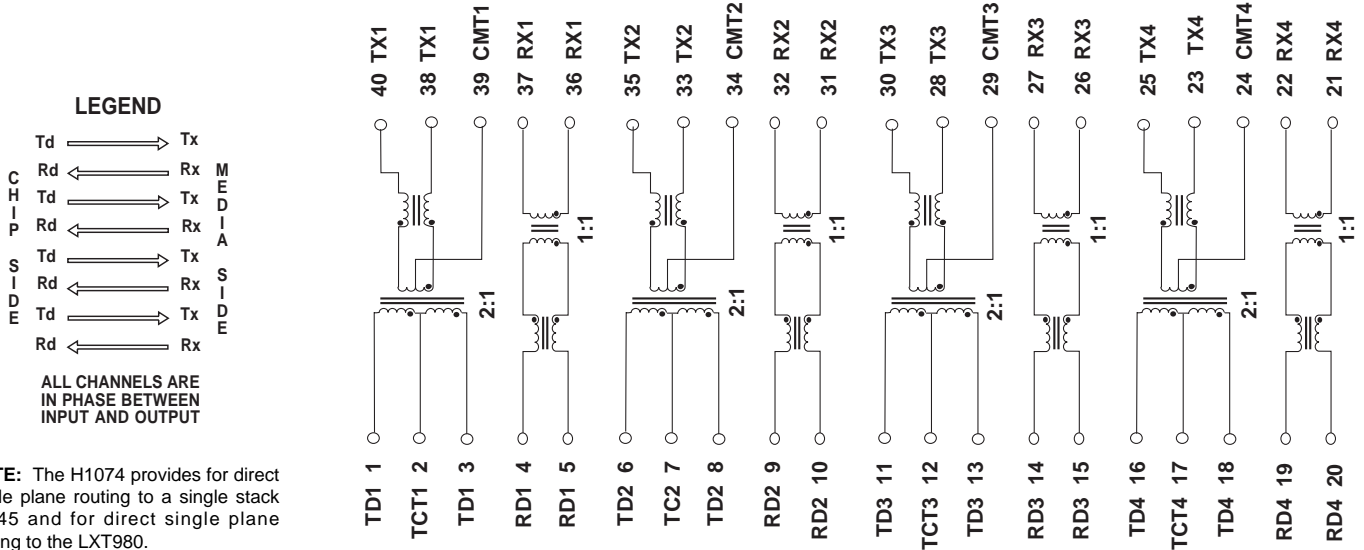 LEGEND
Td Tx
Rd Rx
Td Tx
Rd Rx
Td Tx
Rd Rx
Td Tx
Rd Rx
CHIP SIDE
MEDIA SIDE
ALL CHANNELS ARE
IN PHASE BETWEEN
INPUT AND OUTPUT
The H1074 provides for direct
plane routing to a single stack
and for direct single plane
to the LXT980.
40 TX1
38 TX1
39 CMT1
37 RX1
36 RX1
35 TX2
33 TX2
34 CMT2
32 RX2
31 RX2
30 TX3
28 TX3
29 CMT3
27 RX3
26 RX3
25 TX4
23 TX4
24 CMT4
22 RX4
21 RX4
2:1
1:1
2:1
1:1
2:1
1:1
2:1
1:1
TD1 1
TCT1 2
TD1 3
RD1 4
RD1 5
TD2 6
TC2 7
TD2 8
RD2 9
RD2 10
TD3 11
TCT3 12
TD3 13
RD3 14
RD3 15
TD4 16
TCT4 17
TD4 18
RD4 19
RD4 20